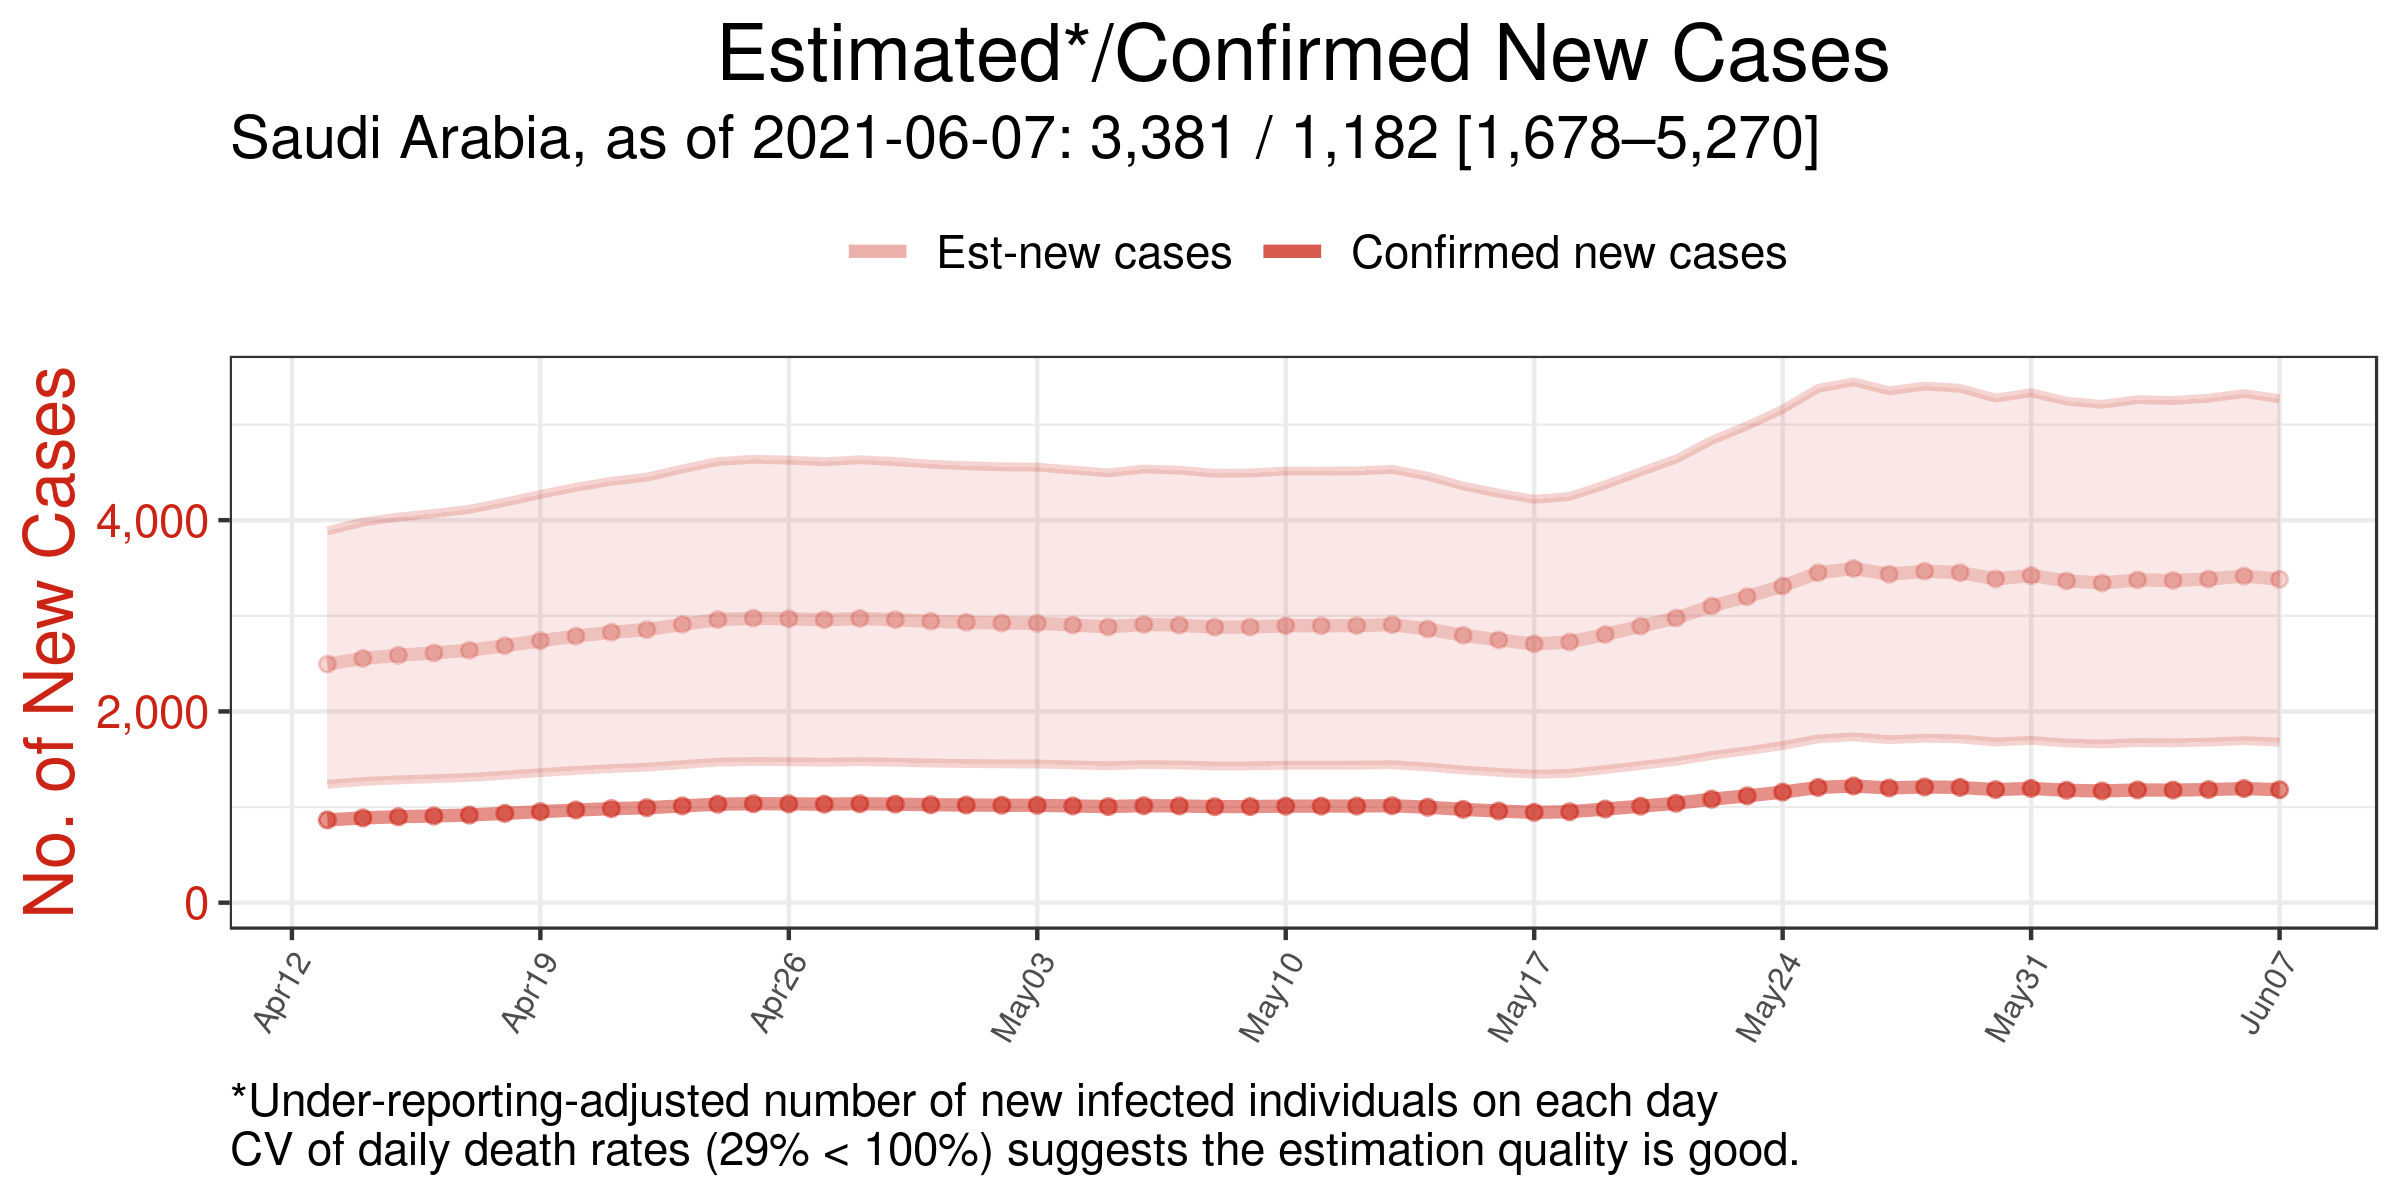 Estimated*/Confirmed New Cases
Saudi Arabia, as of 2021-06-07: 3,381 / 1,182 [1,678–5,270]
Est-new cases Confirmed new cases
No. of New Cases
4,000
2,000
0
Apr12 Apr19 Apr26 May03 May10 May17 May24 May31 Jun07
*Under-reporting-adjusted number of new infected individuals on each day
CV of daily death rates (29% < 100%) suggests the estimation quality is good.